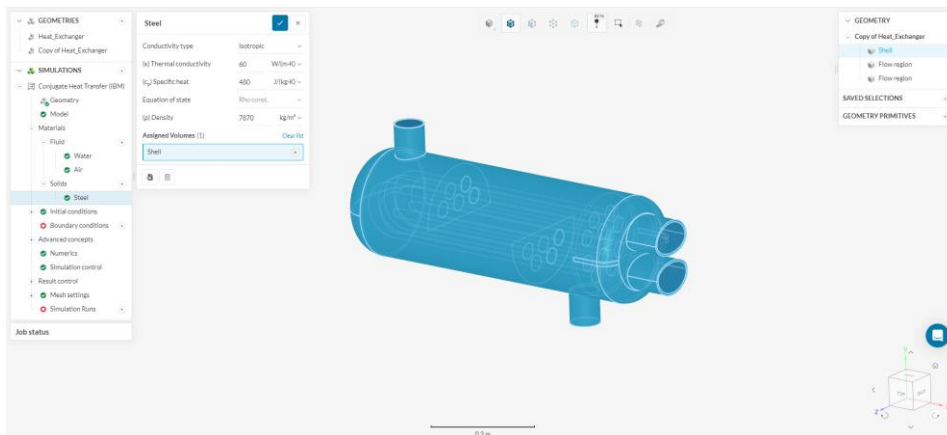 GEOMETRIES
Heat_Exchanger
Copy of Heat_Exchanger
SIMULATIONS
Conjugate Heat Transfer (IBM)
Geometry
Model
Materials
Fluid
Water
Air
Solids
Steel
Initial conditions
Boundary conditions
Advanced concepts
Numerics
Simulation control
Result control
Mesh settings
Simulation Runs
Job status
Steel
Conductivity type Isotropic
(κ) Thermal conductivity 60 W/(m·K)
(cₚ) Specific heat 480 J/(kg·K)
Equation of state Rho const.
(ρ) Density 7870 kg/m³
Assigned Volumes (1) Clear list
Shell
GEOMETRY
Copy of Heat_Exchanger
Shell
Flow region
Flow region
SAVED SELECTIONS
GEOMETRY PRIMITIVES
Y
TOP
Z